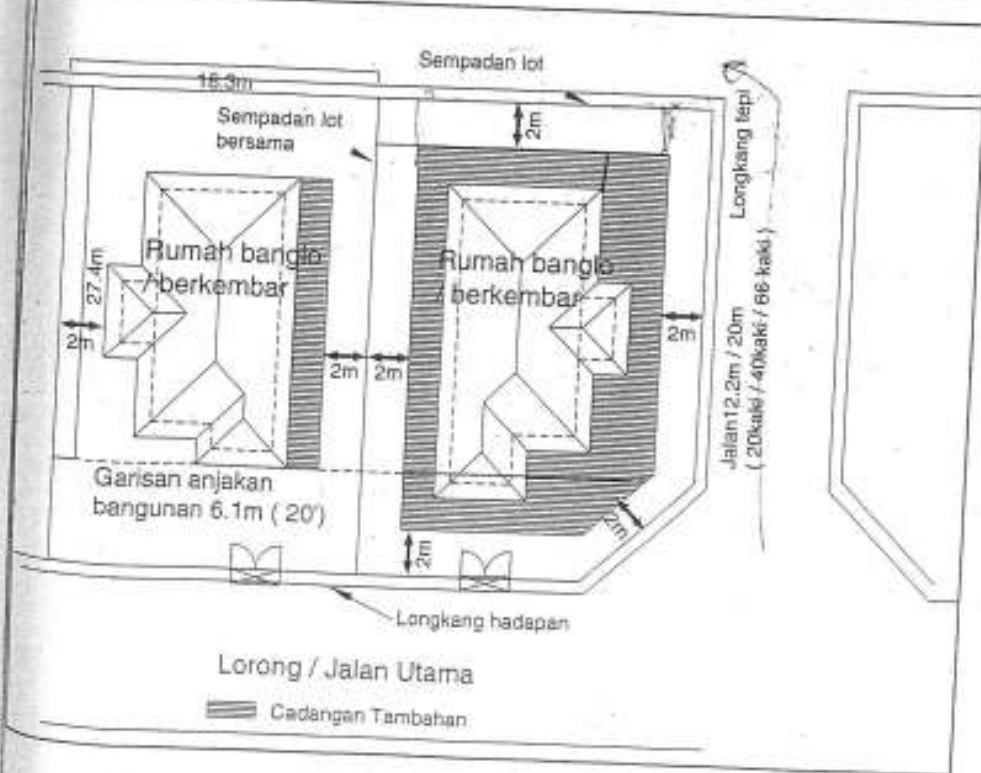 Sempadan lot
18.3m
Sempadan lot
bersama
2m
Longkang tepi
Rumah banglo
/ berkembar
Rumah banglo
/ berkembar
27.4m
2m
2m
2m
2m
Jalan12.2m / 20m
( 20kaki / 40kaki / 66 kaki )
Garisan anjakan
bangunan 6.1m ( 20')
2m
2m
Longkang hadapan
Lorong / Jalan Utama
Cadangan Tambahan